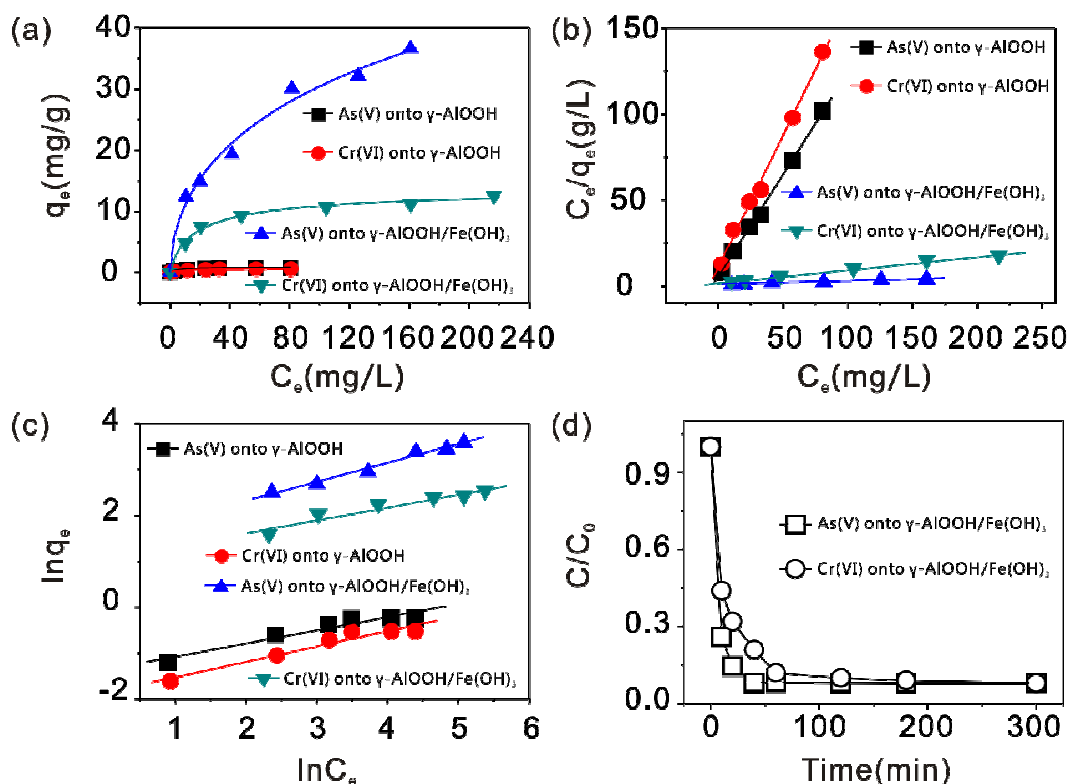 (a)
40
30
20
10
0
qₑ(mg/g)
As(V) onto γ-AlOOH
Cr(VI) onto γ-AlOOH
As(V) onto γ-AlOOH/Fe(OH)₃
Cr(VI) onto γ-AlOOH/Fe(OH)₃
0 40 80 120 160 200 240
Cₑ(mg/L)
(b)
150
100
50
0
Cₑ/qₑ(g/L)
As(V) onto γ-AlOOH
Cr(VI) onto γ-AlOOH
As(V) onto γ-AlOOH/Fe(OH)₃
Cr(VI) onto γ-AlOOH/Fe(OH)₃
0 50 100 150 200 250
Cₑ(mg/L)
(c)
4
2
0
-2
lnqₑ
As(V) onto γ-AlOOH
Cr(VI) onto γ-AlOOH
As(V) onto γ-AlOOH/Fe(OH)₃
Cr(VI) onto γ-AlOOH/Fe(OH)₃
1 2 3 4 5 6
lnCₑ
(d)
0.9
0.6
0.3
0.0
C/C₀
As(V) onto γ-AlOOH/Fe(OH)₃
Cr(VI) onto γ-AlOOH/Fe(OH)₃
0 100 200 300
Time(min)